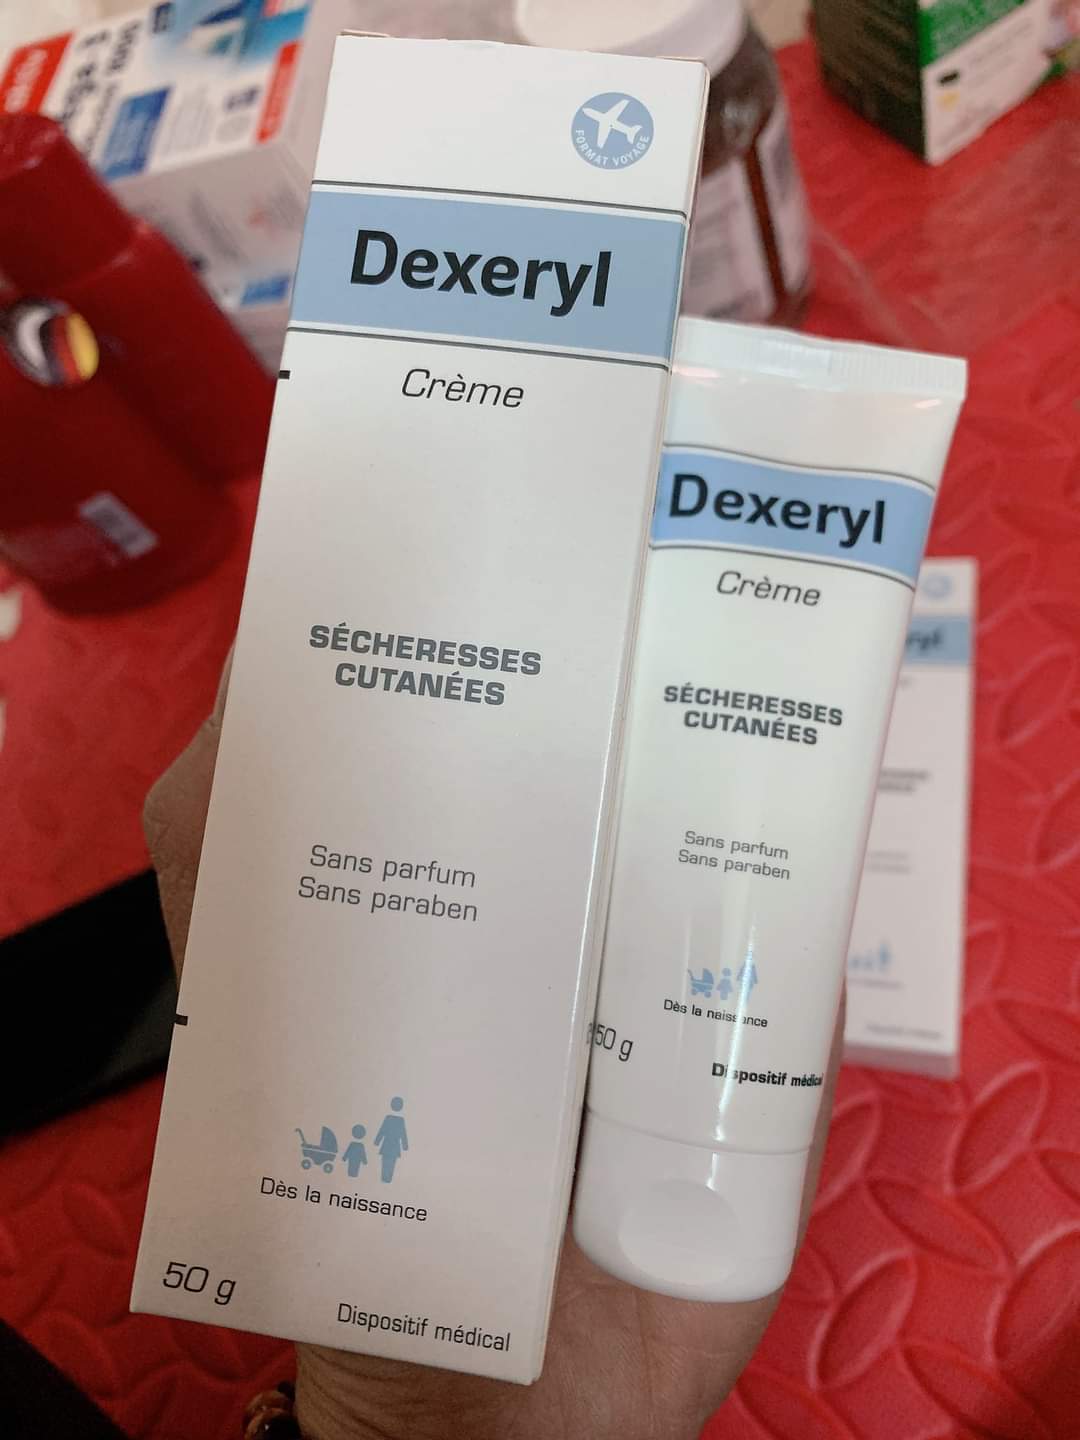 FORMAT VOYAGE
Dexeryl
Crème
SÉCHERESSES
CUTANÉES
Sans parfum
Sans paraben
Dès la naissance
50 g
Dispositif médical
Dexeryl
Crème
SÉCHERESSES
CUTANÉES
Sans parfum
Sans paraben
Dès la naissance
50 g
Dispositif médical